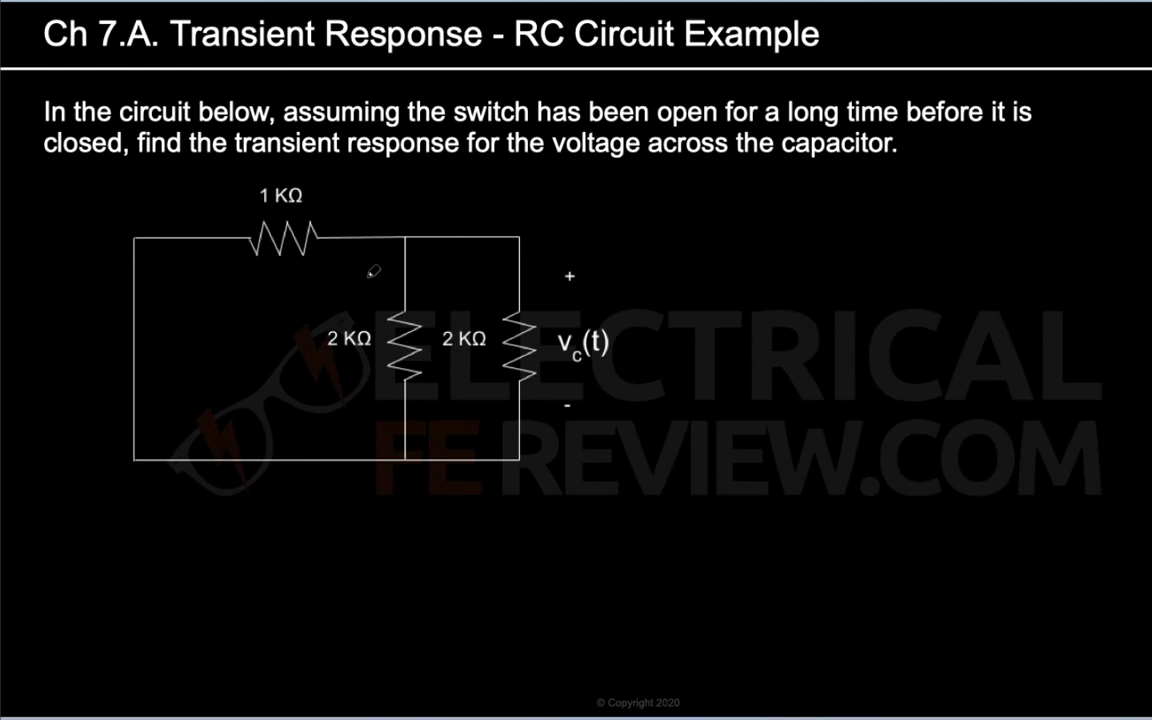 Ch 7.A. Transient Response - RC Circuit Example
In the circuit below, assuming the switch has been open for a long time before it is
closed, find the transient response for the voltage across the capacitor.
1 KΩ
+
2 KΩ
2 KΩ
vc(t)
-
ELECTRICAL
FE REVIEW.COM
© Copyright 2020